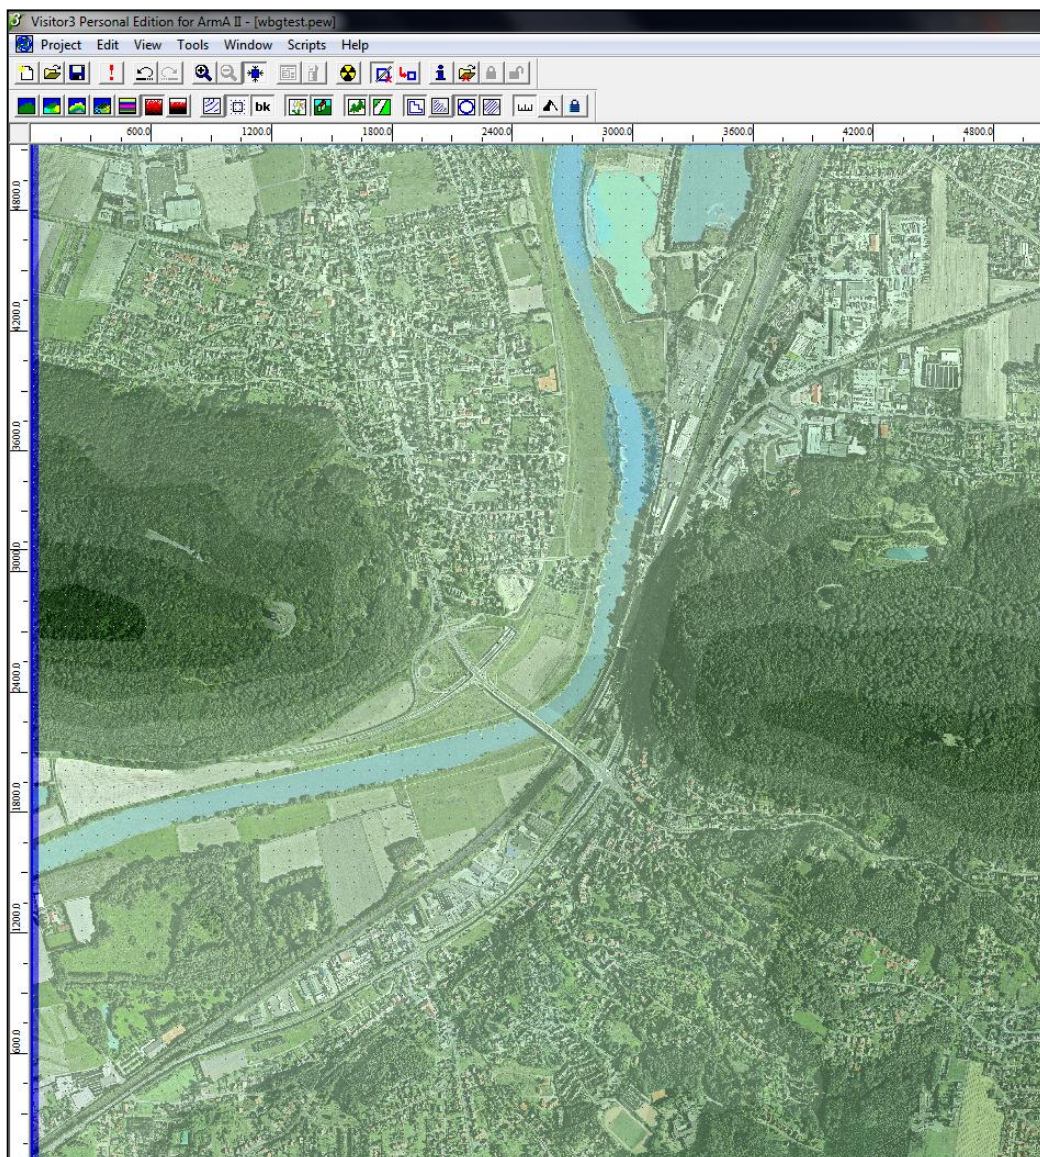 Visitor3 Personal Edition for ArmA II - [wbgtest.pew]
Project Edit View Tools Window Scripts Help
bk
600.0 1200.0 1800.0 2400.0 3000.0 3600.0 4200.0 4800.0
4800.0
4200.0
3600.0
3000.0
2400.0
1800.0
1200.0
600.0